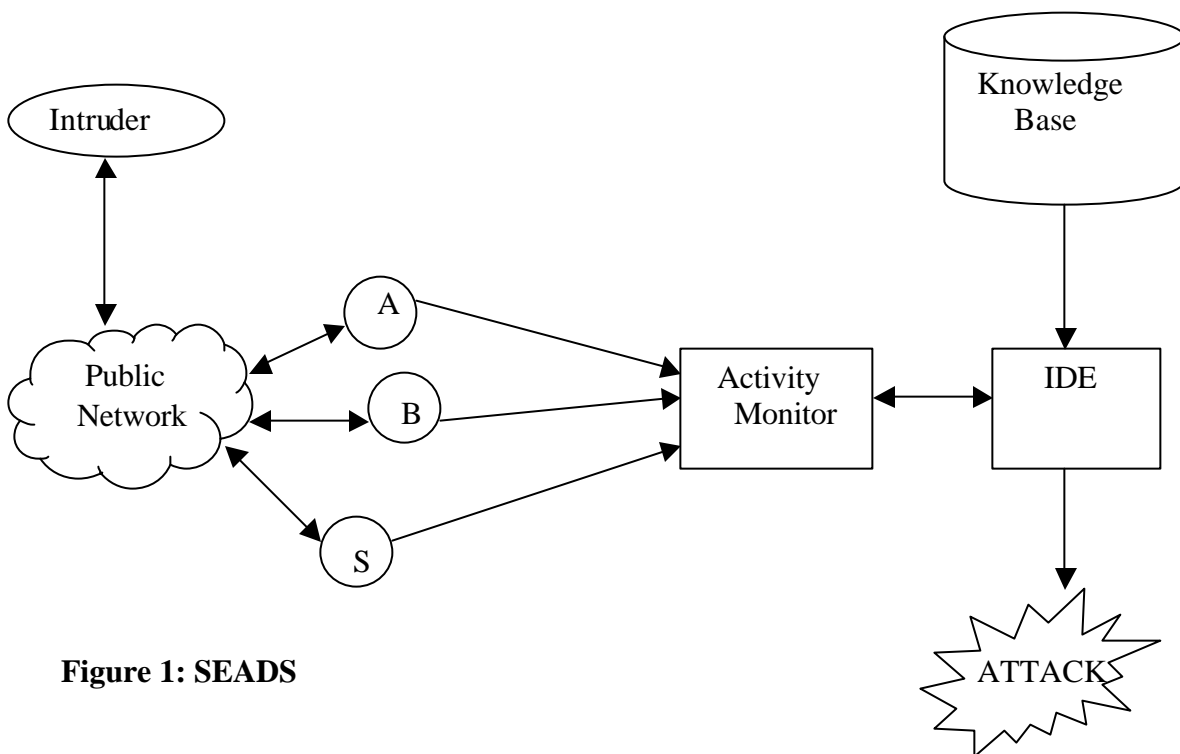 Knowledge
Base
Intruder
A
Public
Network
B
Activity
Monitor
IDE
S
Figure 1: SEADS
ATTACK